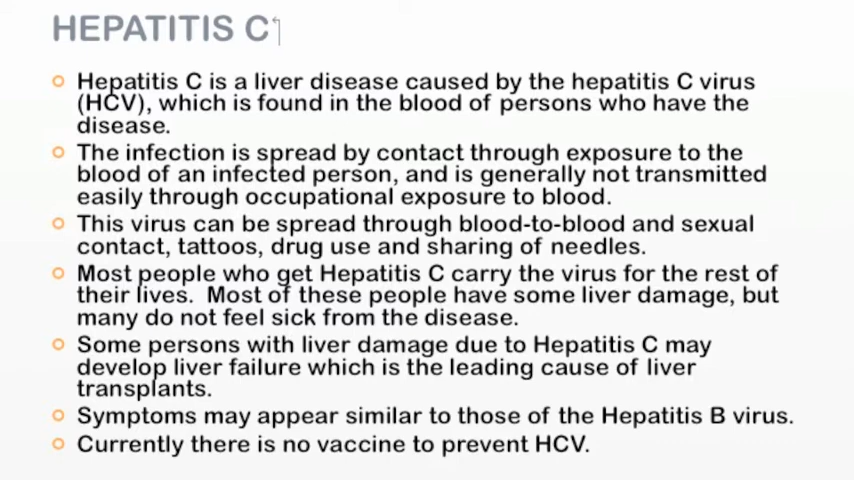 HEPATITIS C
Hepatitis C is a liver disease caused by the hepatitis C virus
(HCV), which is found in the blood of persons who have the
disease.
The infection is spread by contact through exposure to the
blood of an infected person, and is generally not transmitted
easily through occupational exposure to blood.
This virus can be spread through blood-to-blood and sexual
contact, tattoos, drug use and sharing of needles.
Most people who get Hepatitis C carry the virus for the rest of
their lives.  Most of these people have some liver damage, but
many do not feel sick from the disease.
Some persons with liver damage due to Hepatitis C may
develop liver failure which is the leading cause of liver
transplants.
Symptoms may appear similar to those of the Hepatitis B virus.
Currently there is no vaccine to prevent HCV.